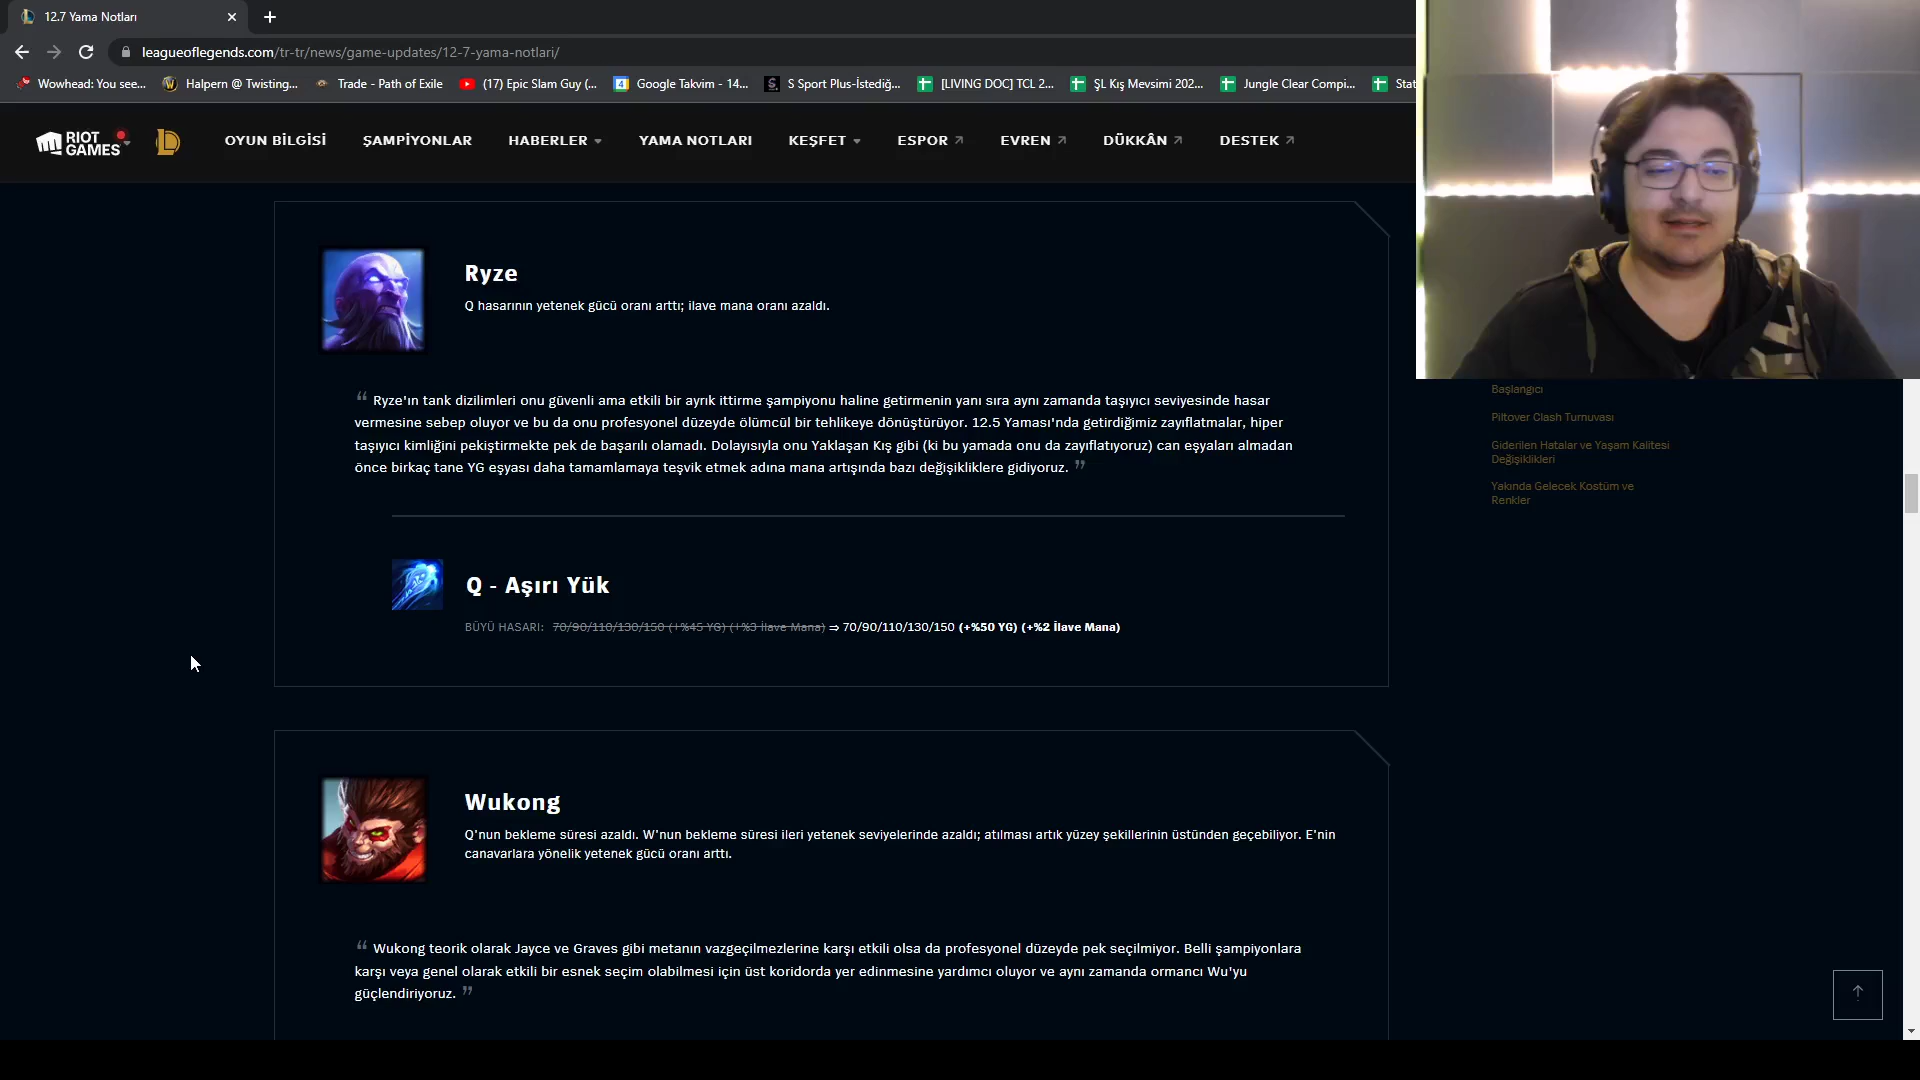 12.7 Yama Notları
leagueoflegends.com/tr-tr/news/game-updates/12-7-yama-notlari/
Wowhead: You see...
Halpern @ Twisting...
Trade - Path of Exile
(17) Epic Slam Guy (...
Google Takvim - 14...
S Sport Plus-İstediğ...
[LIVING DOC] TCL 2...
ŞL Kış Mevsimi 202...
Jungle Clear Compi...
Stat
RIOT GAMES
OYUN BİLGİSİ
ŞAMPİYONLAR
HABERLER
YAMA NOTLARI
KEŞFET
ESPOR
EVREN
DÜKKÂN
DESTEK
Ryze
Q hasarının yetenek gücü oranı arttı; ilave mana oranı azaldı.
“ Ryze'ın tank dizilimleri onu güvenli ama etkili bir ayrık ittirme şampiyonu haline getirmenin yanı sıra aynı zamanda taşıyıcı seviyesinde hasar
vermesine sebep oluyor ve bu da onu profesyonel düzeyde ölümcül bir tehlikeye dönüştürüyor. 12.5 Yaması'nda getirdiğimiz zayıflatmalar, hiper
taşıyıcı kimliğini pekiştirmekte pek de başarılı olamadı. Dolayısıyla onu Yaklaşan Kış gibi (ki bu yamada onu da zayıflatıyoruz) can eşyaları almadan
önce birkaç tane YG eşyası daha tamamlamaya teşvik etmek adına mana artışında bazı değişikliklere gidiyoruz. ”
Q - Aşırı Yük
BÜYÜ HASARI: 70/90/110/130/150 (+%45 YG) (+%3 İlave Mana) ⇒ 70/90/110/130/150 (+%50 YG) (+%2 İlave Mana)
Wukong
Q'nun bekleme süresi azaldı. W'nun bekleme süresi ileri yetenek seviyelerinde azaldı; atılması artık yüzey şekillerinin üstünden geçebiliyor. E'nin
canavarlara yönelik yetenek gücü oranı arttı.
“ Wukong teorik olarak Jayce ve Graves gibi metanın vazgeçilmezlerine karşı etkili olsa da profesyonel düzeyde pek seçilmiyor. Belli şampiyonlara
karşı veya genel olarak etkili bir esnek seçim olabilmesi için üst koridorda yer edinmesine yardımcı oluyor ve aynı zamanda ormancı Wu'yu
güçlendiriyoruz. ”
Başlangıcı
Piltover Clash Turnuvası
Giderilen Hatalar ve Yaşam Kalitesi
Değişiklikleri
Yakında Gelecek Kostüm ve
Renkler